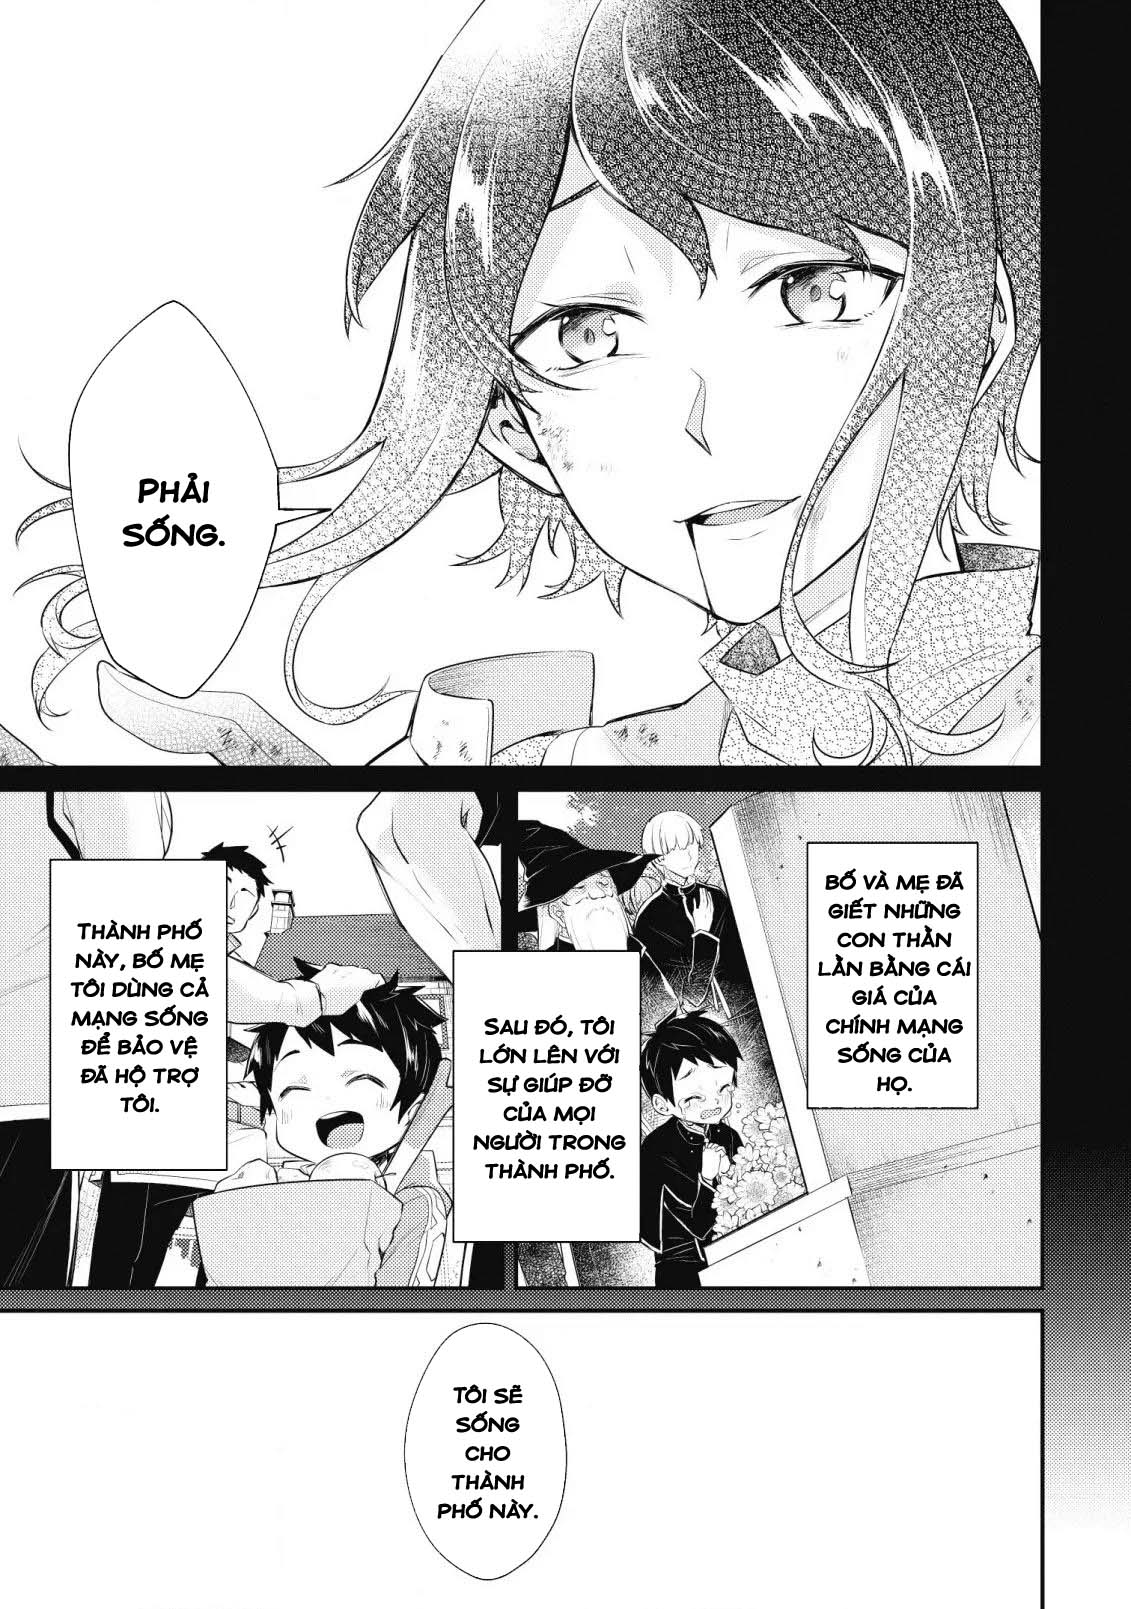 PHẢI
SỐNG.
BỐ VÀ MẸ ĐÃ
GIẾT NHỮNG
CON THẰN
LẰN BẰNG CÁI
GIÁ CỦA
CHÍNH MẠNG
SỐNG CỦA
HỌ.
SAU ĐÓ, TÔI
LỚN LÊN VỚI
SỰ GIÚP ĐỠ
CỦA MỌI
NGƯỜI TRONG
THÀNH PHỐ.
THÀNH PHỐ
NÀY, BỐ MẸ
TÔI DÙNG CẢ
MẠNG SỐNG
ĐỂ BẢO VỆ
ĐÃ HỘ TRỢ
TÔI.
TÔI SẼ
SỐNG
CHO
THÀNH
PHỐ NÀY.